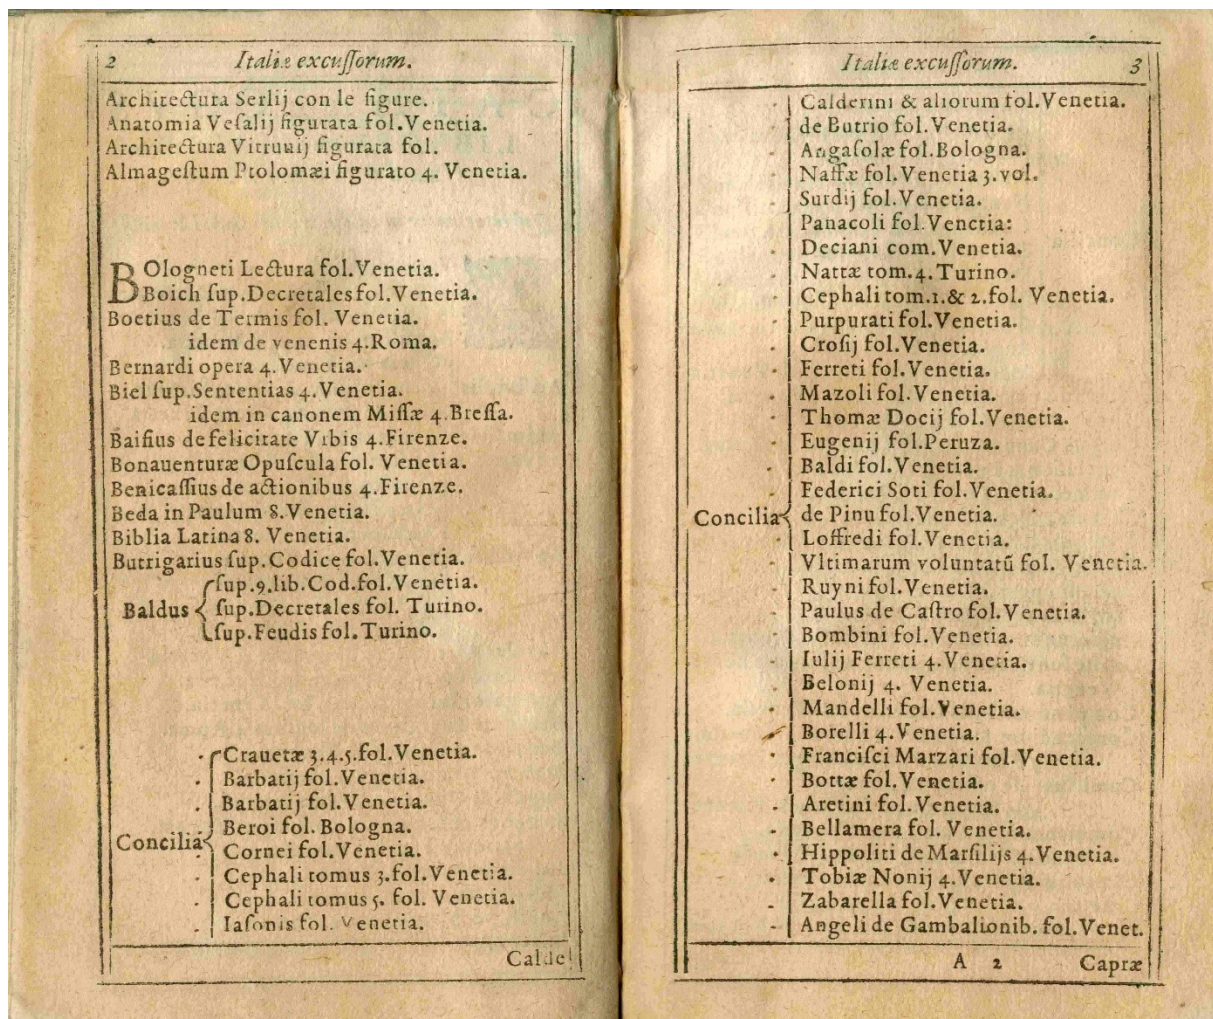 2 Italiæ excuſſorum.
Architectura Serlij con le figure.
Anatomia Veſalij figurata fol.Venetia.
Architectura Vitruuij figurata fol.
Almageſtum Ptolomæi figurato 4. Venetia.
BOlogneti Lectura fol.Venetia.
Boich ſup.Decretales fol.Venetia.
Boetius de Termis fol. Venetia.
idem de venenis 4.Roma.
Bernardi opera 4.Venetia.
Biel ſup.Sententias 4.Venetia.
idem in canonem Miſſæ 4.Breſſa.
Baiſius de felicitate Vrbis 4.Firenze.
Bonauenturæ Opuſcula fol. Venetia.
Benicaſſius de actionibus 4.Firenze.
Beda in Paulum 8.Venetia.
Biblia Latina 8. Venetia.
Butrigarius ſup.Codice fol.Venetia.
ſup.9.lib.Cod.fol.Venetia.
Baldus ſup.Decretales fol. Turino.
ſup.Feudis fol.Turino.
Crauetæ 3.4.5.fol.Venetia.
Barbatij fol.Venetia.
Barbatij fol.Venetia.
Beroi fol.Bologna.
Concilia
Cornei fol.Venetia.
Cephali tomus 3.fol.Venetia.
Cephali tomus 5. fol. Venetia.
Iaſonis fol. Venetia.
Calde
Italiæ excuſſorum. 3
Calderini & aliorum fol.Venetia.
de Butrio fol.Venetia.
Angaſolæ fol.Bologna.
Naffæ fol.Venetia 3.vol.
Surdij fol.Venetia.
Panacoli fol.Venetia:
Deciani com.Venetia.
Nattæ tom.4.Turino.
Cephali tom.1.& 2.fol. Venetia.
Purpurati fol.Venetia.
Croſij fol.Venetia.
Ferreti fol.Venetia.
Mazoli fol.Venetia.
Thomæ Docij fol.Venetia.
Eugenij fol.Peruza.
Baldi fol.Venetia.
Federici Soti fol.Venetia.
Concilia de Pinu fol.Venetia.
Loffredi fol.Venetia.
Vltimarum voluntatũ fol. Venetia.
Ruyni fol.Venetia.
Paulus de Caſtro fol.Venetia.
Bombini fol.Venetia.
Iulij Ferreti 4.Venetia.
Belonij 4. Venetia.
Mandelli fol.Venetia.
Borelli 4.Venetia.
Franciſci Marzari fol.Venetia.
Bottæ fol.Venetia.
Aretini fol.Venetia.
Bellamera fol. Venetia.
Hippoliti de Marſilijs 4.Venetia.
Tobiæ Nonij 4.Venetia.
Zabarella fol.Venetia.
Angeli de Gambalionib. fol.Venet.
A 2 Capræ